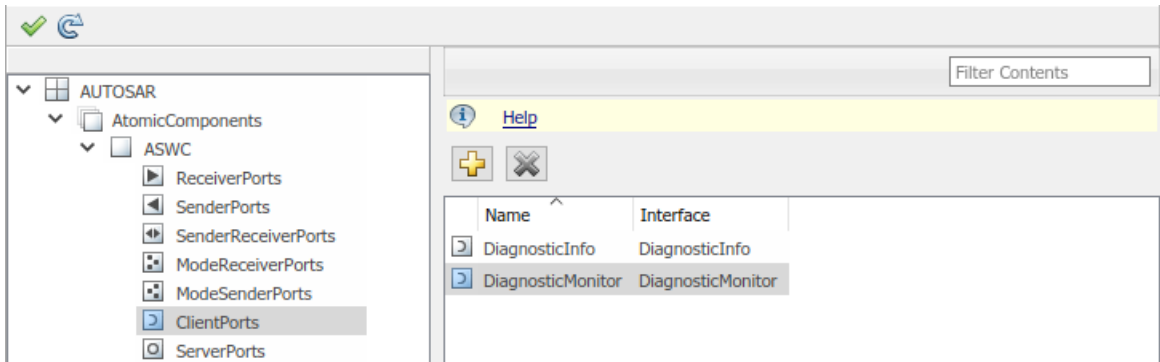 Filter Contents
AUTOSAR
AtomicComponents
ASWC
ReceiverPorts
SenderPorts
SenderReceiverPorts
ModeReceiverPorts
ModeSenderPorts
ClientPorts
ServerPorts
Help
Name Interface
DiagnosticInfo DiagnosticInfo
DiagnosticMonitor DiagnosticMonitor